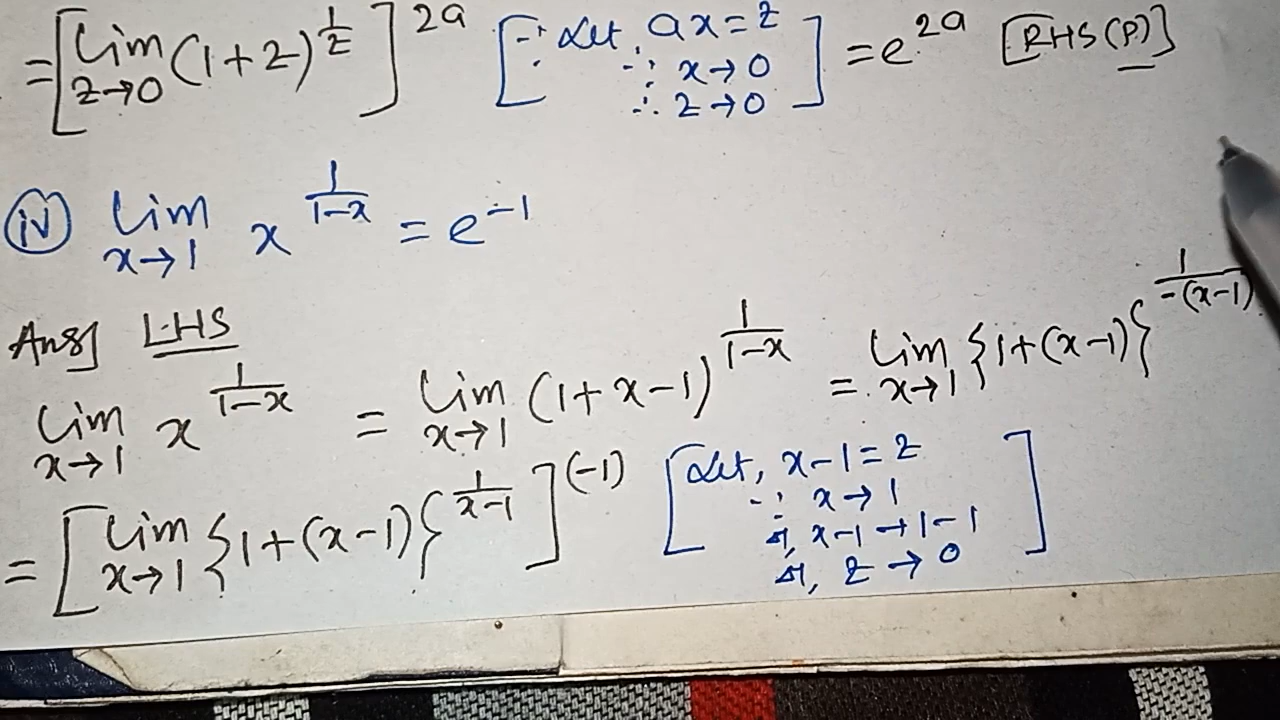 = [lim z→0 (1+z)^(1/z)]^2a [∵ Let, ax = z ∴ x→0 ∴ z→0] = e^2a [RHS (P)]
(iv) lim x→1 x^(1/(1-x)) = e^-1
Ans] LHS
lim x→1 x^(1/(1-x)) = lim x→1 (1+x-1)^(1/(1-x)) = lim x→1 {1+(x-1)}^(1/-(x-1))
= [lim x→1 {1+(x-1)}^(1/(x-1))]^(-1) [Let, x-1 = z
∴ x→1
x-1→1-1
z→0]